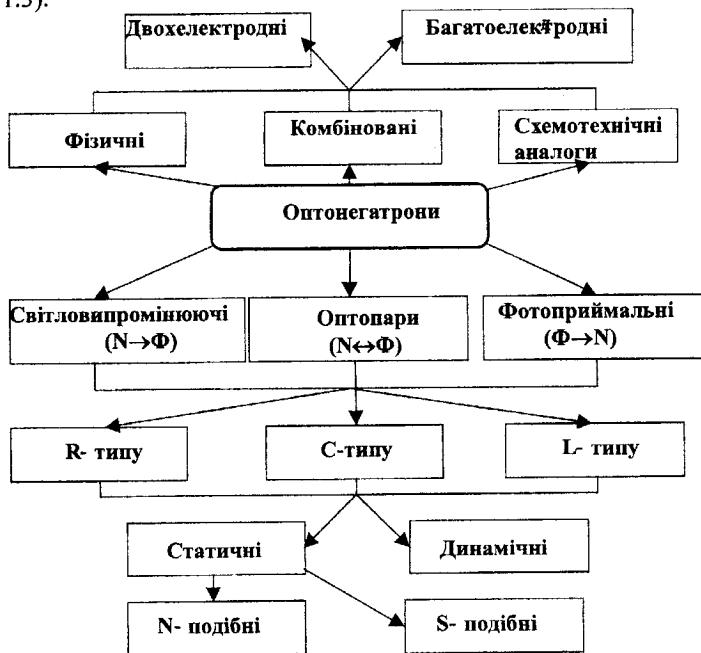 1.5).
Двохелектродні
Багатоелектродні
Фізичні
Комбіновані
Схемотехнічні
аналоги
Оптонегатрони
Світловипромінюючі
(N→Ф)
Оптопари
(N↔Ф)
Фотоприймальні
(Ф→N)
R- типу
С-типу
L- типу
Статичні
Динамічні
N- подібні
S- подібні